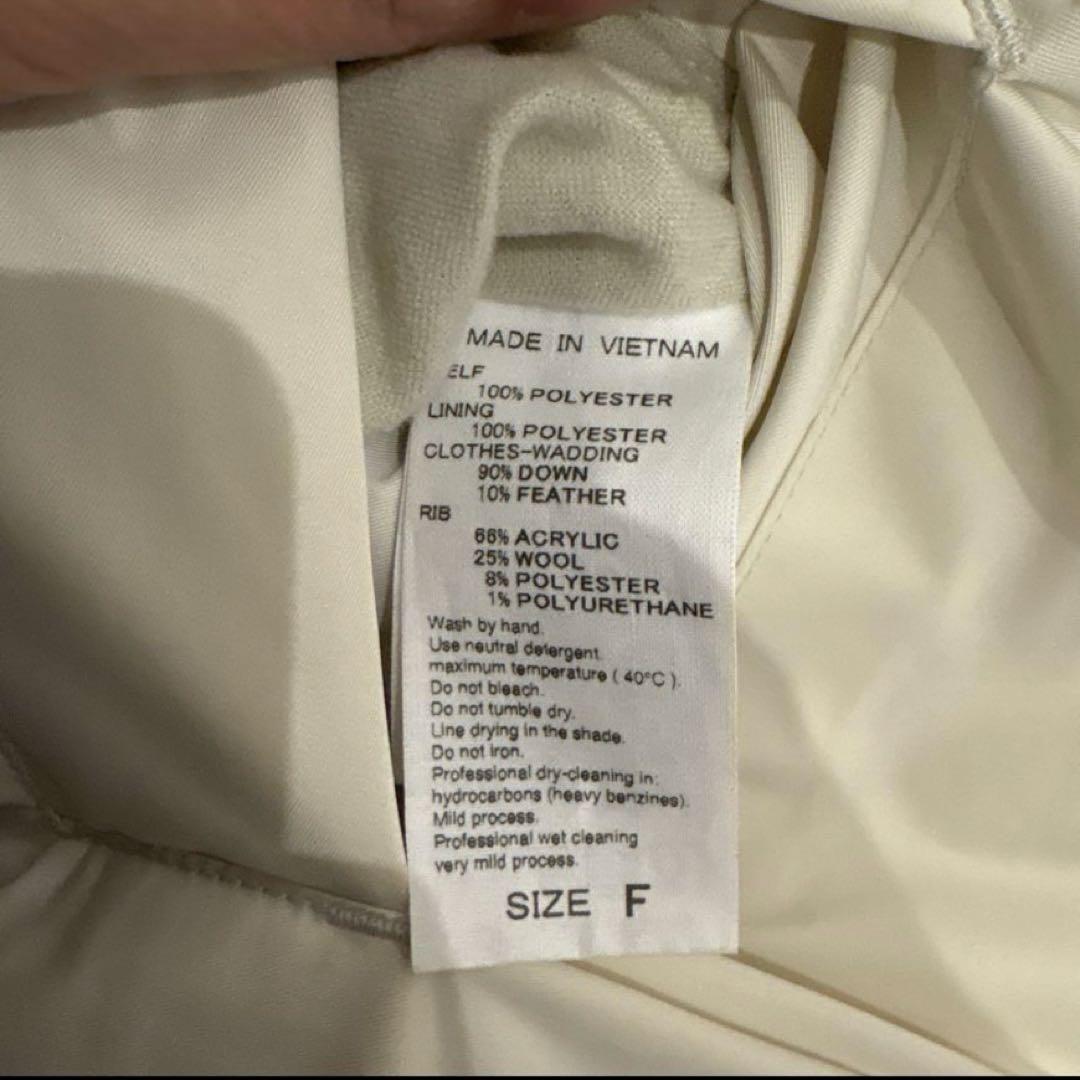 MADE IN VIETNAM
ELF
100% POLYESTER
LINING
100% POLYESTER
CLOTHES-WADDING
90% DOWN
10% FEATHER
RIB
66% ACRYLIC
25% WOOL
8% POLYESTER
1% POLYURETHANE
Wash by hand.
Use neutral detergent.
maximum temperature ( 40°C ).
Do not bleach.
Do not tumble dry.
Line drying in the shade.
Do not iron.
Professional dry-cleaning in:
hydrocarbons (heavy benzines).
Mild process.
Professional wet cleaning
very mild process.
SIZE F